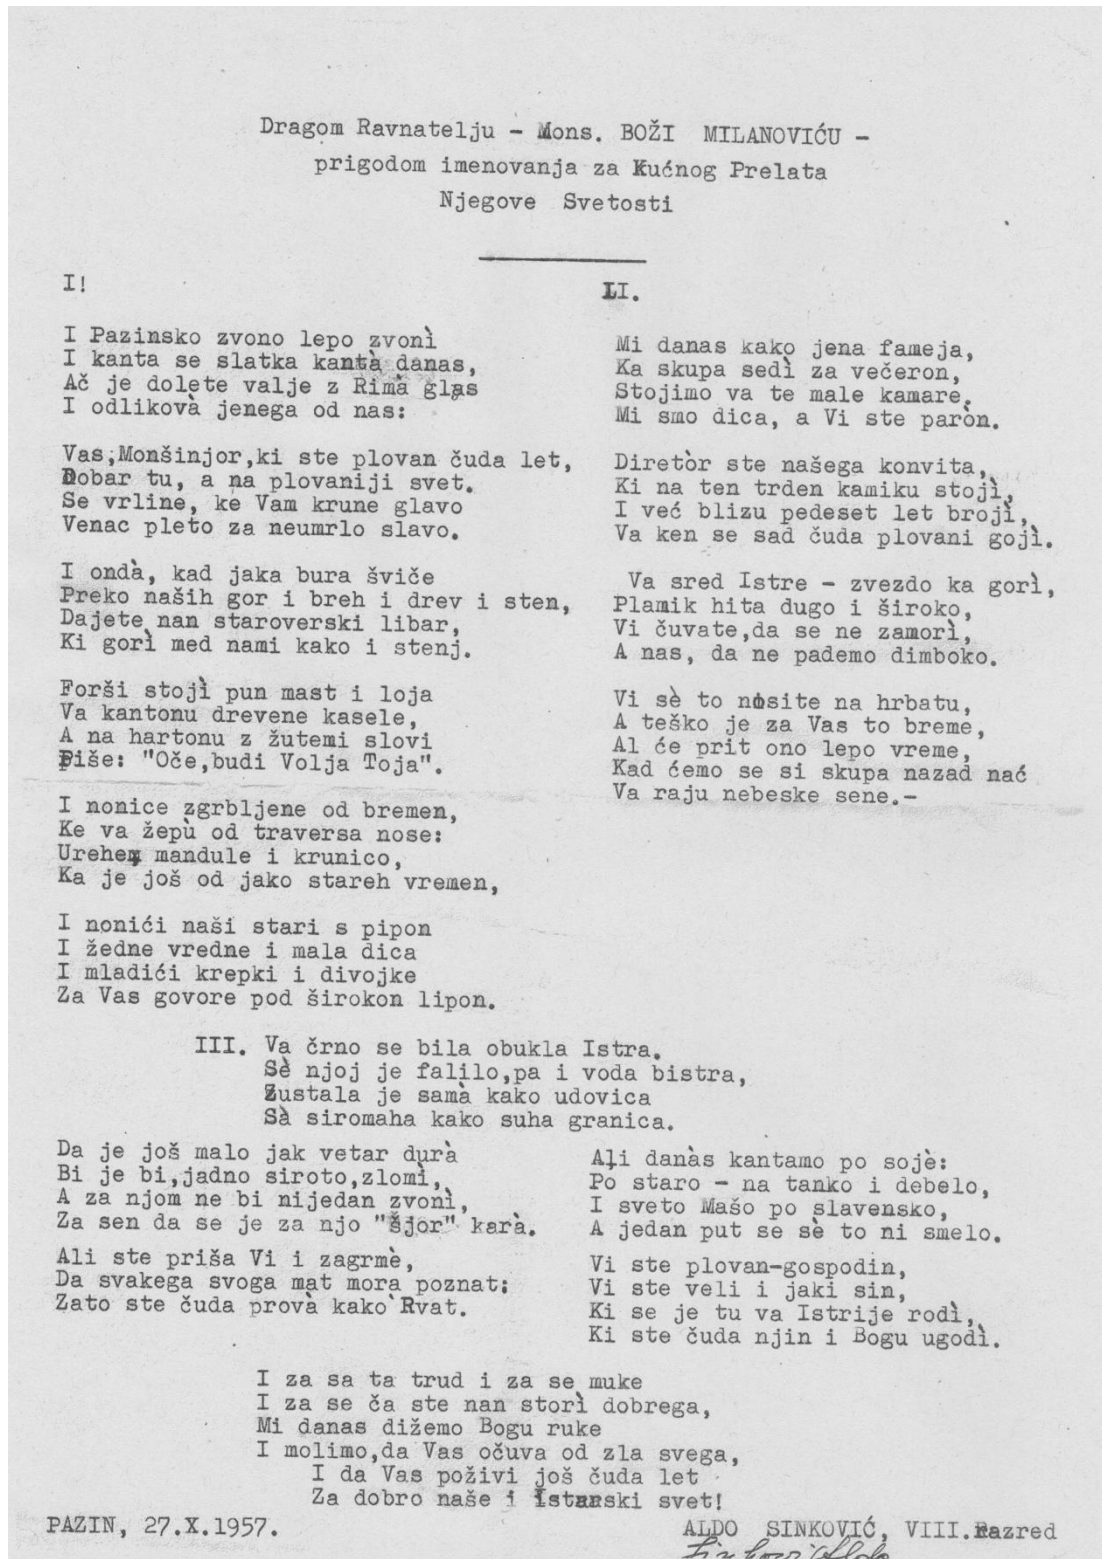 Dragom Ravnatelju - Mons. BOŽI MILANOVIĆU -
prigodom imenovanja za Kućnog Prelata
Njegove Svetosti
I!
I Pazinsko zvono lepo zvonì
I kanta se slatka kantà danas,
Ač je dolete valje z Rimà glas
I odlikovà jenega od nas:
Vas,Monšinjor,ki ste plovan čuda let,
Dobar tu, a na plovaniji svet.
Se vrline, ke Vam krune glavo
Venac pleto za neumrlo slavo.
I ondà, kad jaka bura šviče
Preko naših gor i breh i drev i sten,
Dajete nan staroverski libar,
Ki gorì med nami kako i stenj.
Forši stojì pun mast i loja
Va kantonu drevene kasele,
A na hartonu z žutemi slovi
Piše: "Oče,budi Volja Toja".
I nonice zgrbljene od bremen,
Ke va žepù od traversa nose:
Urehem mandule i krunico,
Ka je još od jako stareh vremen,
I nonići naši stari s pipon
I žedne vredne i mala dica
I mladići krepki i divojke
Za Vas govore pod širokon lipon.
II.
Mi danas kako jena fameja,
Ka skupa sedì za večeron,
Stojimo va te male kamare.
Mi smo dica, a Vi ste paròn.
Diretòr ste našega konvita,
Ki na ten trden kamiku stojì,
I već blizu pedeset let brojì,
Va ken se sad čuda plovani gojì.
Va sred Istre - zvezdo ka gorì,
Plamik hita dugo i široko,
Vi čuvate,da se ne zamorì,
A nas, da ne pademo dimboko.
Vi sè to nosite na hrbatu,
A teško je za Vas to breme,
Al će prit ono lepo vreme,
Kad ćemo se si skupa nazad nać
Va raju nebeske sene.-
III. Va črno se bila obukla Istra.
Sè njoj je falilo,pa i voda bistra,
Zustala je samà kako udovica
Sà siromaha kako suha granica.
Da je još malo jak vetar durà
Bi je bi,jadno siroto,zlomì,
A za njom ne bi nijedan zvonì,
Za sen da se je za njo "šjor" karà.
Ali ste priša Vi i zagrmè,
Da svakega svoga mat mora poznat:
Zato ste čuda provà kako Rvat.
Ali danàs kantamo po sojè:
Po staro - na tanko i debelo,
I sveto Mašo po slavensko,
A jedan put se sè to ni smelo.
Vi ste plovan-gospodin,
Vi ste veli i jaki sin,
Ki se je tu va Istrije rodì,
Ki ste čuda njin i Bogu ugodì.
I za sa ta trud i za se muke
I za se ča ste nan storì dobrega,
Mi danas dižemo Bogu ruke
I molimo,da Vas očuva od zla svega,
I da Vas poživi još čuda let
Za dobro naše i Istarski svet!
PAZIN, 27.X.1957.
ALDO SINKOVIĆ, VIII.Razred
Sinković Aldo